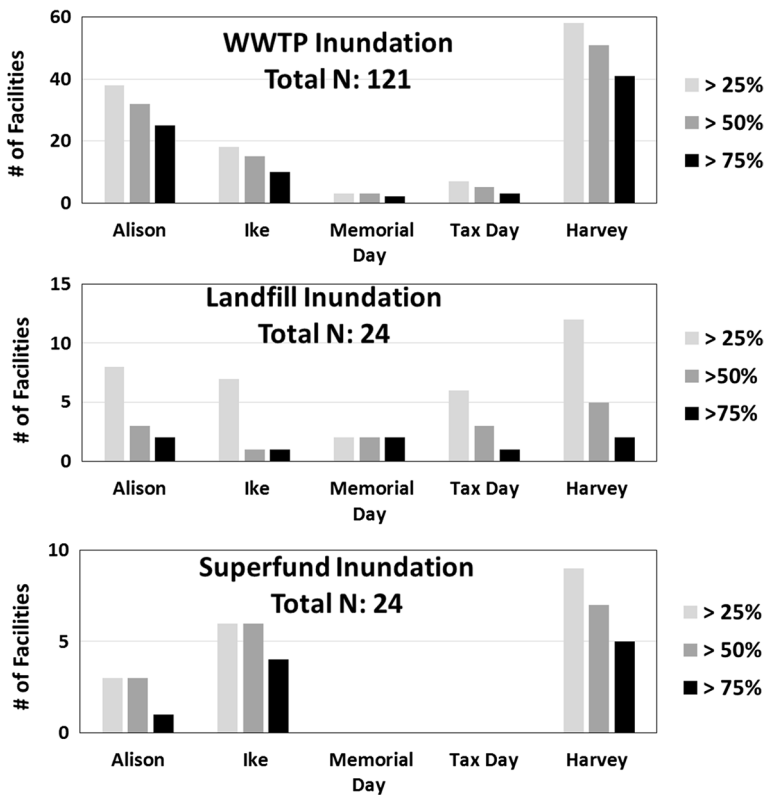 WWTP Inundation
Total N: 121
# of Facilities
60
40
20
0
Alison Ike Memorial Day Tax Day Harvey
> 25%
> 50%
> 75%
Landfill Inundation
Total N: 24
# of Facilities
15
10
5
0
Alison Ike Memorial Day Tax Day Harvey
> 25%
>50%
>75%
Superfund Inundation
Total N: 24
# of Facilities
10
5
0
Alison Ike Memorial Day Tax Day Harvey
> 25%
> 50%
> 75%